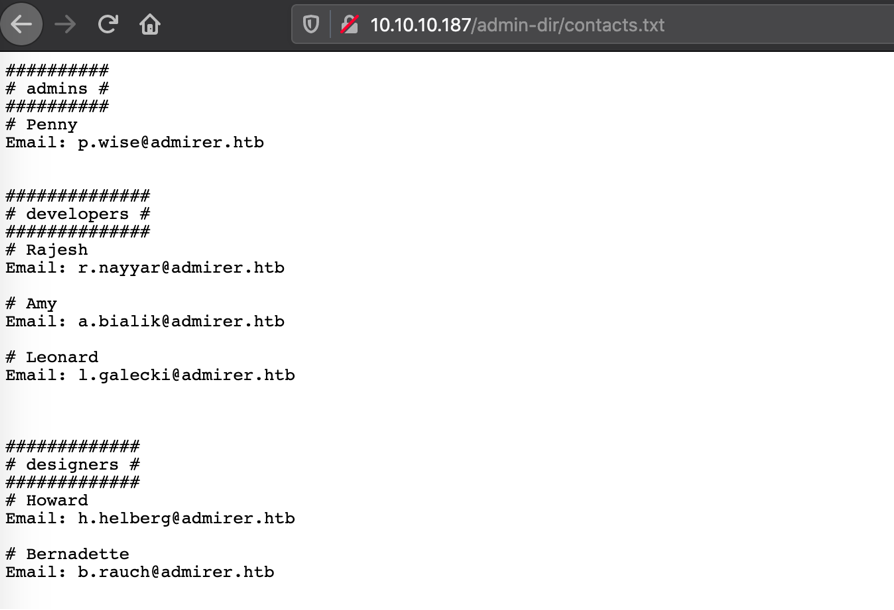 10.10.10.187/admin-dir/contacts.txt
##########
# admins #
##########
# Penny
Email: p.wise@admirer.htb
##############
# developers #
##############
# Rajesh
Email: r.nayyar@admirer.htb
# Amy
Email: a.bialik@admirer.htb
# Leonard
Email: l.galecki@admirer.htb
#############
# designers #
#############
# Howard
Email: h.helberg@admirer.htb
# Bernadette
Email: b.rauch@admirer.htb